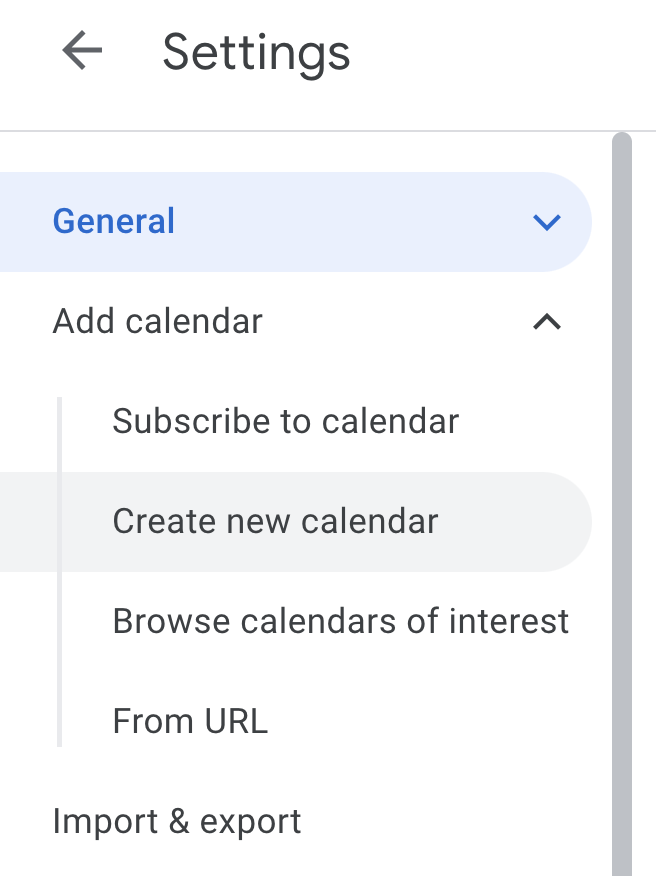 Settings
General
Add calendar
Subscribe to calendar
Create new calendar
Browse calendars of interest
From URL
Import & export